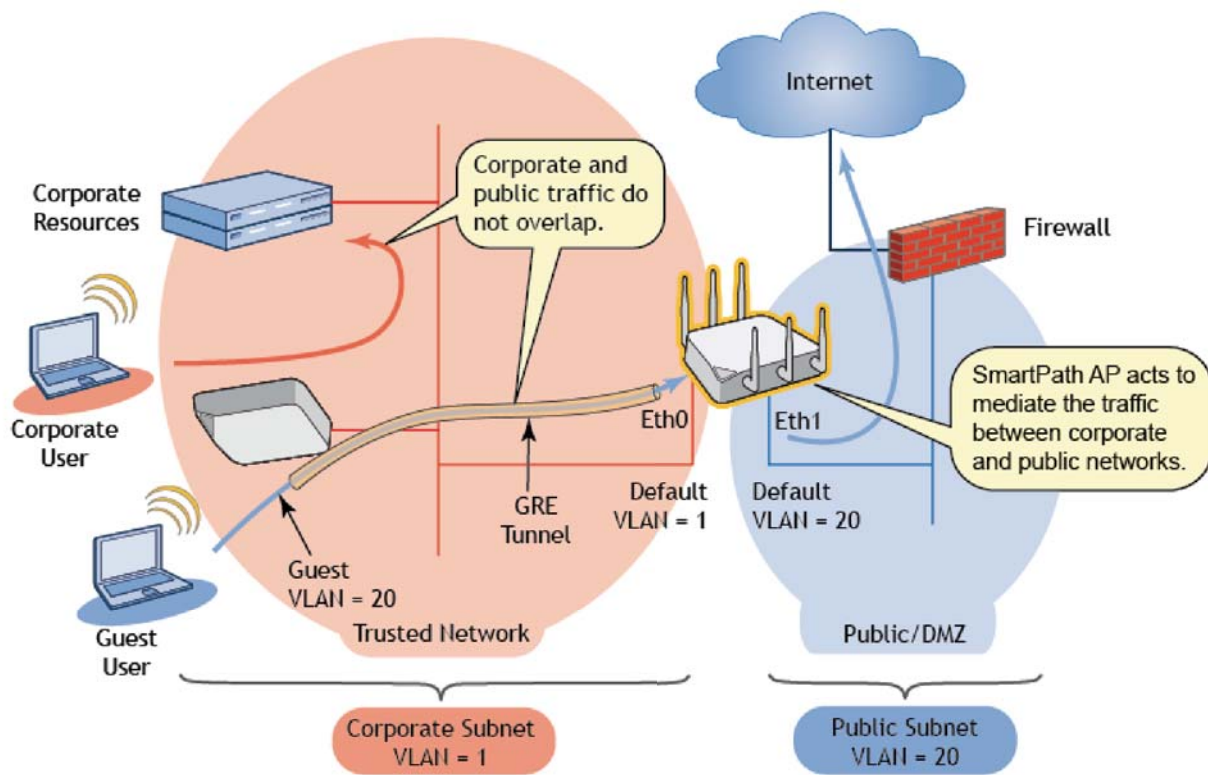 Internet
Corporate
Resources
Corporate and
public traffic do
not overlap.
Firewall
Corporate
User
Eth0
Eth1
SmartPath AP acts to
mediate the traffic
between corporate
and public networks.
GRE
Tunnel
Default
VLAN = 1
Default
VLAN = 20
Guest
VLAN = 20
Guest
User
Trusted Network
Public/DMZ
Corporate Subnet
VLAN = 1
Public Subnet
VLAN = 20